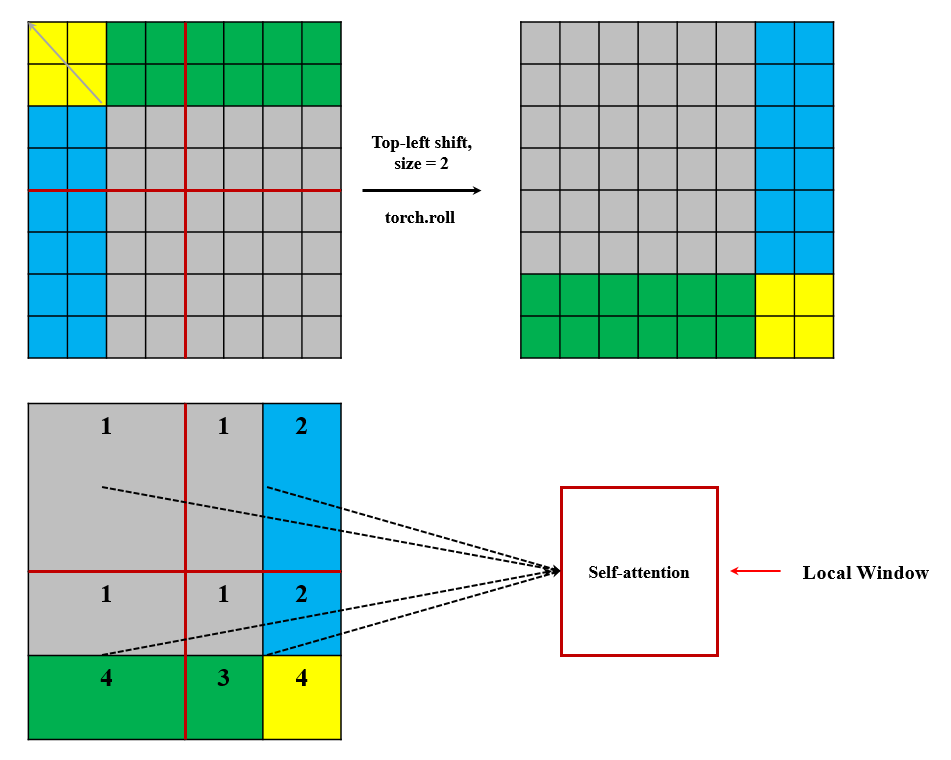 Top-left shift,
size = 2
torch.roll
1 1 2
1 1 2
4 3 4
Self-attention
Local Window